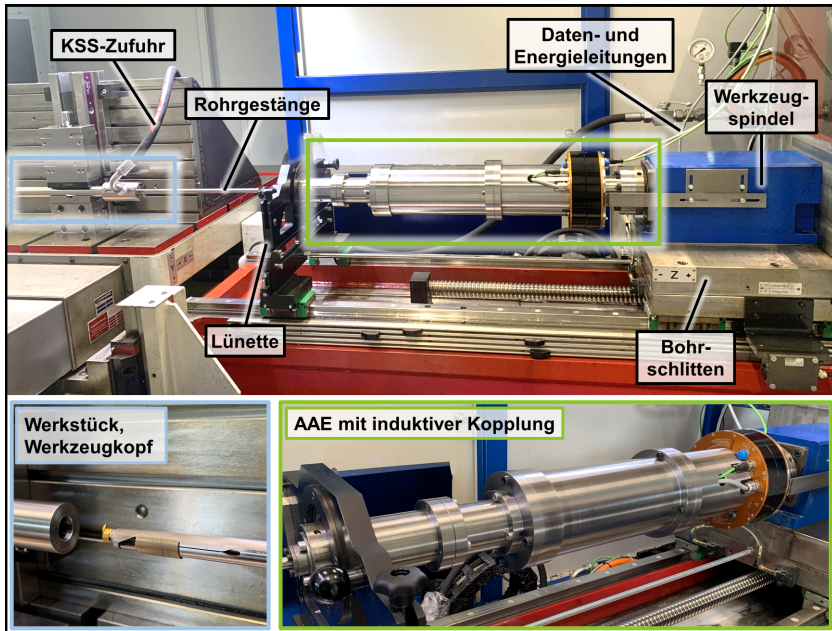 KSS-Zufuhr
Daten- und
Energieleitungen
Rohrgestänge
Werkzeug-
spindel
Y
X
Z +
Lünette
Bohr-
schlitten
Werkstück,
Werkzeugkopf
AAE mit induktiver Kopplung